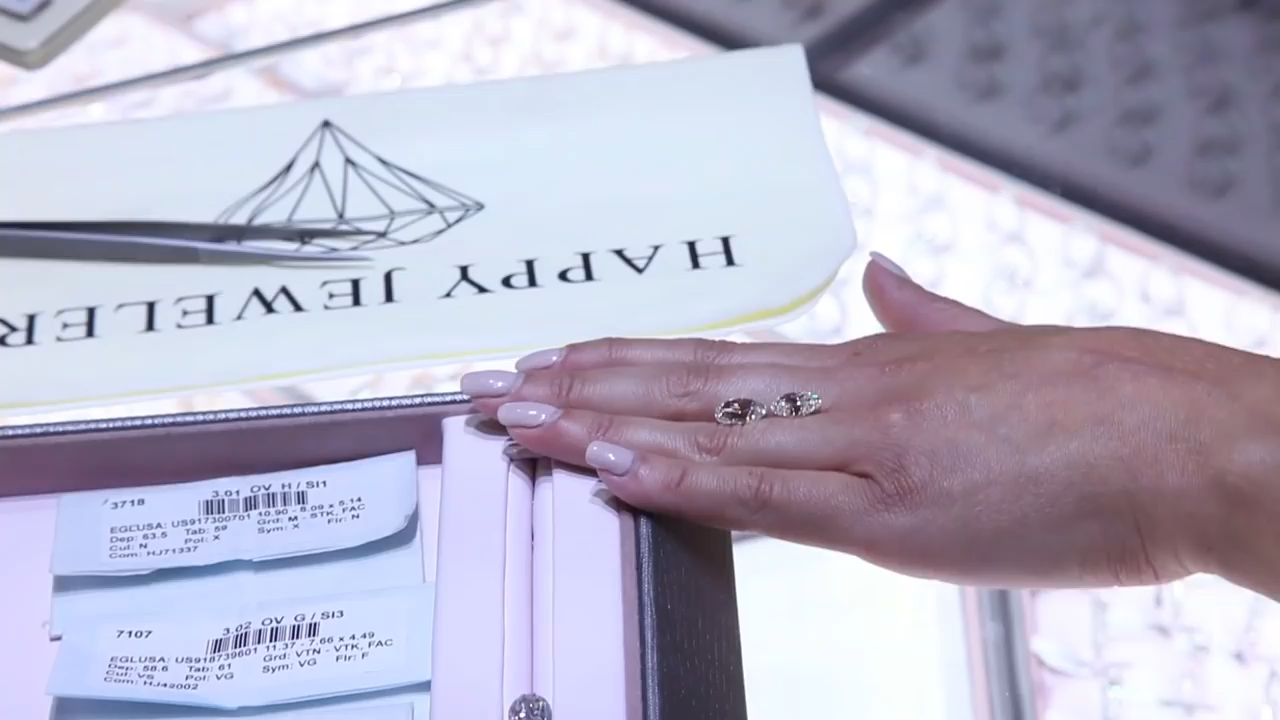 HAPPY JEWELER
3718
3.01 OV H / SI1
EGLUSA: US917300701 10.90 - 8.09 x 5.14
Dep: 63.5 Tab: 59 Grd: M - STK, FAC
Cul: N Pol: X Sym: X Flr: N
Com: HJ71337
7107
3.02 OV G / SI3
EGLUSA: US918739601 11.37 - 7.66 x 4.49
Dep: 58.6 Tab: 61 Grd: VTN - VTK, FAC
Cul: VS Pol: VG Sym: VG Flr: F
Com: HJ42002